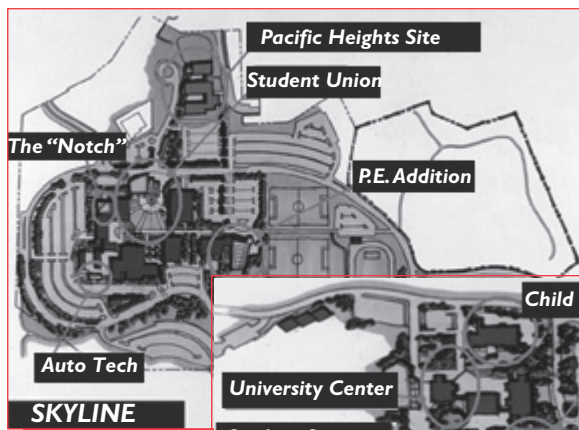 Pacific Heights Site
Student Union
The "Notch"
P.E. Addition
Child
Auto Tech
University Center
SKYLINE